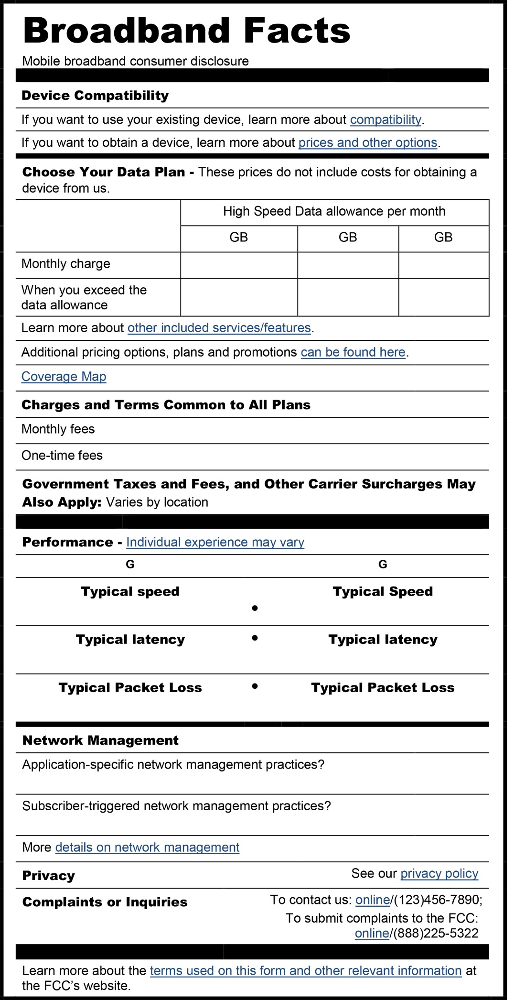 Broadband Facts
Mobile broadband consumer disclosure
Device Compatibility
If you want to use your existing device, learn more about compatibility.
If you want to obtain a device, learn more about prices and other options.
Choose Your Data Plan - These prices do not include costs for obtaining a
device from us.
High Speed Data allowance per month
GB GB GB
Monthly charge
When you exceed the
data allowance
Learn more about other included services/features.
Additional pricing options, plans and promotions can be found here.
Coverage Map
Charges and Terms Common to All Plans
Monthly fees
One-time fees
Government Taxes and Fees, and Other Carrier Surcharges May
Also Apply: Varies by location
Performance - Individual experience may vary
G G
Typical speed Typical Speed
•
Typical latency • Typical latency
Typical Packet Loss • Typical Packet Loss
Network Management
Application-specific network management practices?
Subscriber-triggered network management practices?
More details on network management
Privacy See our privacy policy
Complaints or Inquiries To contact us: online/(123)456-7890;
To submit complaints to the FCC:
online/(888)225-5322
Learn more about the terms used on this form and other relevant information at
the FCC’s website.